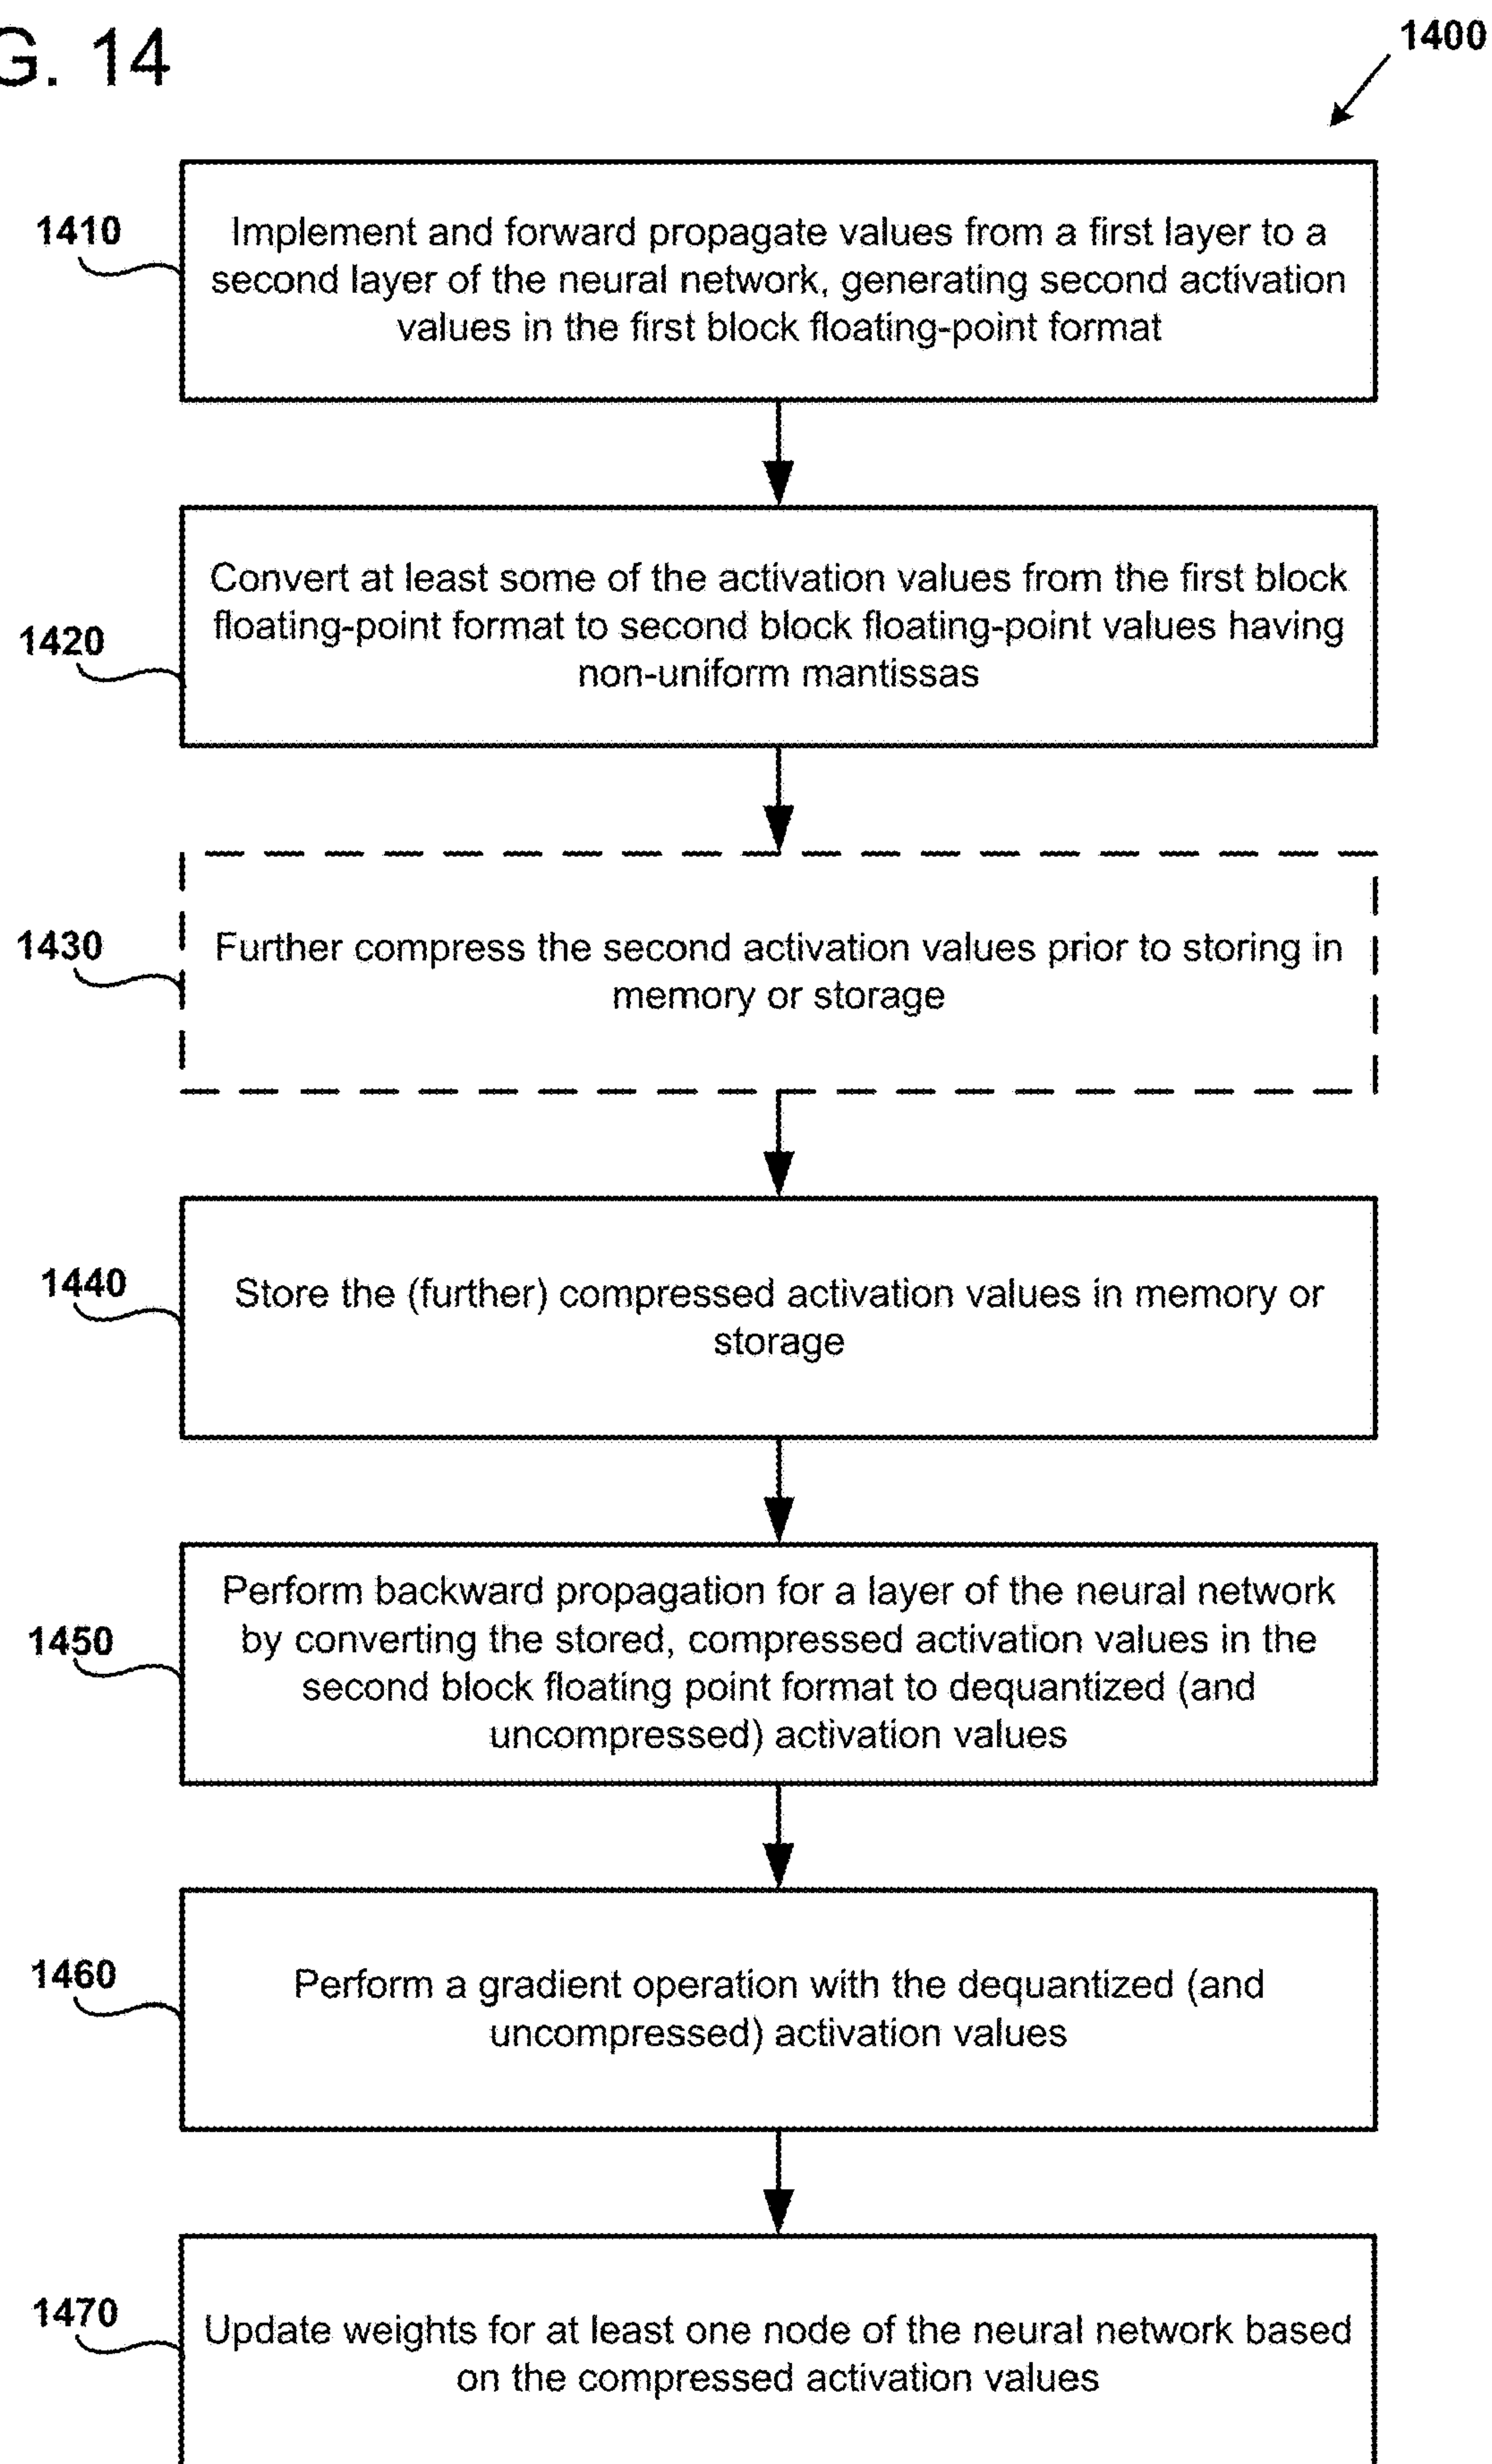 G. 14
1400
1410
Implement and forward propagate values from a first layer to a
second layer of the neural network, generating second activation
values in the first block floating-point format
1420
Convert at least some of the activation values from the first block
floating-point format to second block floating-point values having
non-uniform mantissas
1430
Further compress the second activation values prior to storing in
memory or storage
1440
Store the (further) compressed activation values in memory or
storage
1450
Perform backward propagation for a layer of the neural network
by converting the stored, compressed activation values in the
second block floating point format to dequantized (and
uncompressed) activation values
1460
Perform a gradient operation with the dequantized (and
uncompressed) activation values
1470
Update weights for at least one node of the neural network based
on the compressed activation values